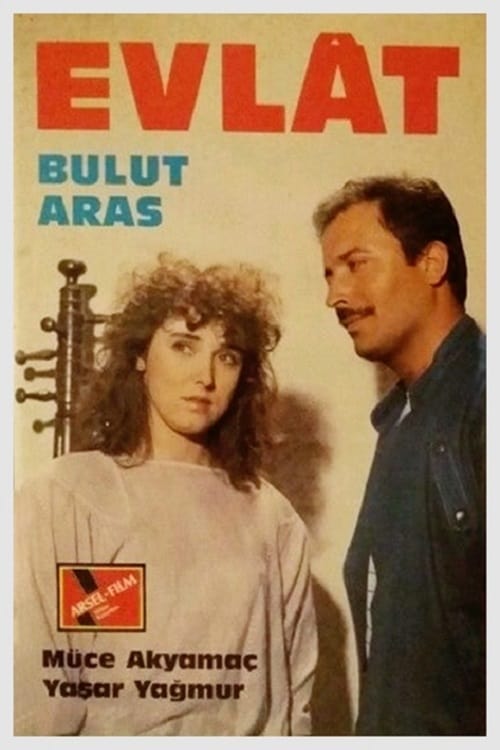 EVLÂT
BULUT
ARAS
ARSEL-FILM
Müce Akyamaç
Yaşar Yağmur